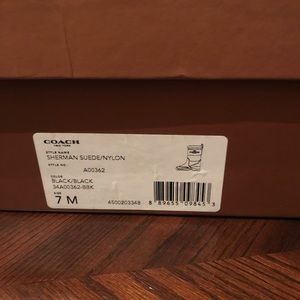 COACH
NEW YORK
STYLE NAME
SHERMAN SUEDE/NYLON
STYLE NO.
A00362
COLOR
BLACK/BLACK
34A00362-BBK
SIZE
7 M
4500203348
8 89655 09845 3